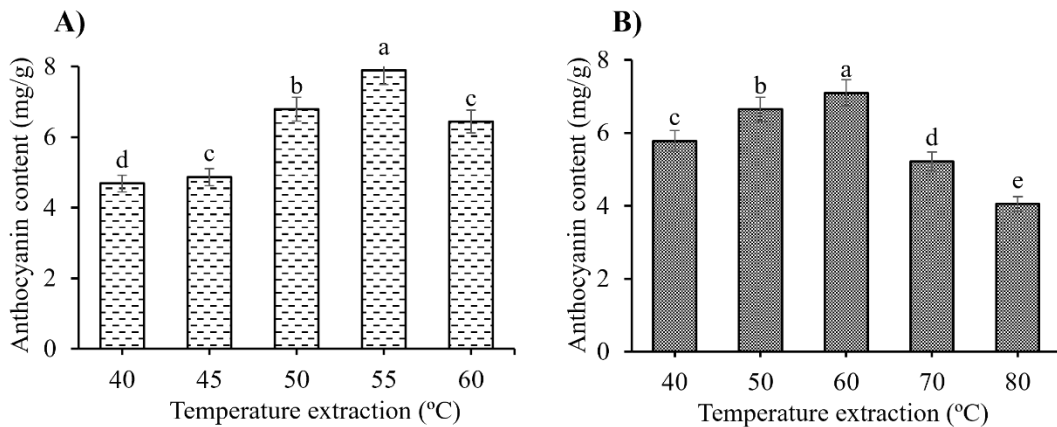 A)
Anthocyanin content (mg/g)
8
6
4
2
0
d
c
b
a
c
40 45 50 55 60
Temperature extraction (ºC)
B)
Anthocyanin content (mg/g)
8
6
4
2
0
c
b
a
d
e
40 50 60 70 80
Temperature extraction (ºC)